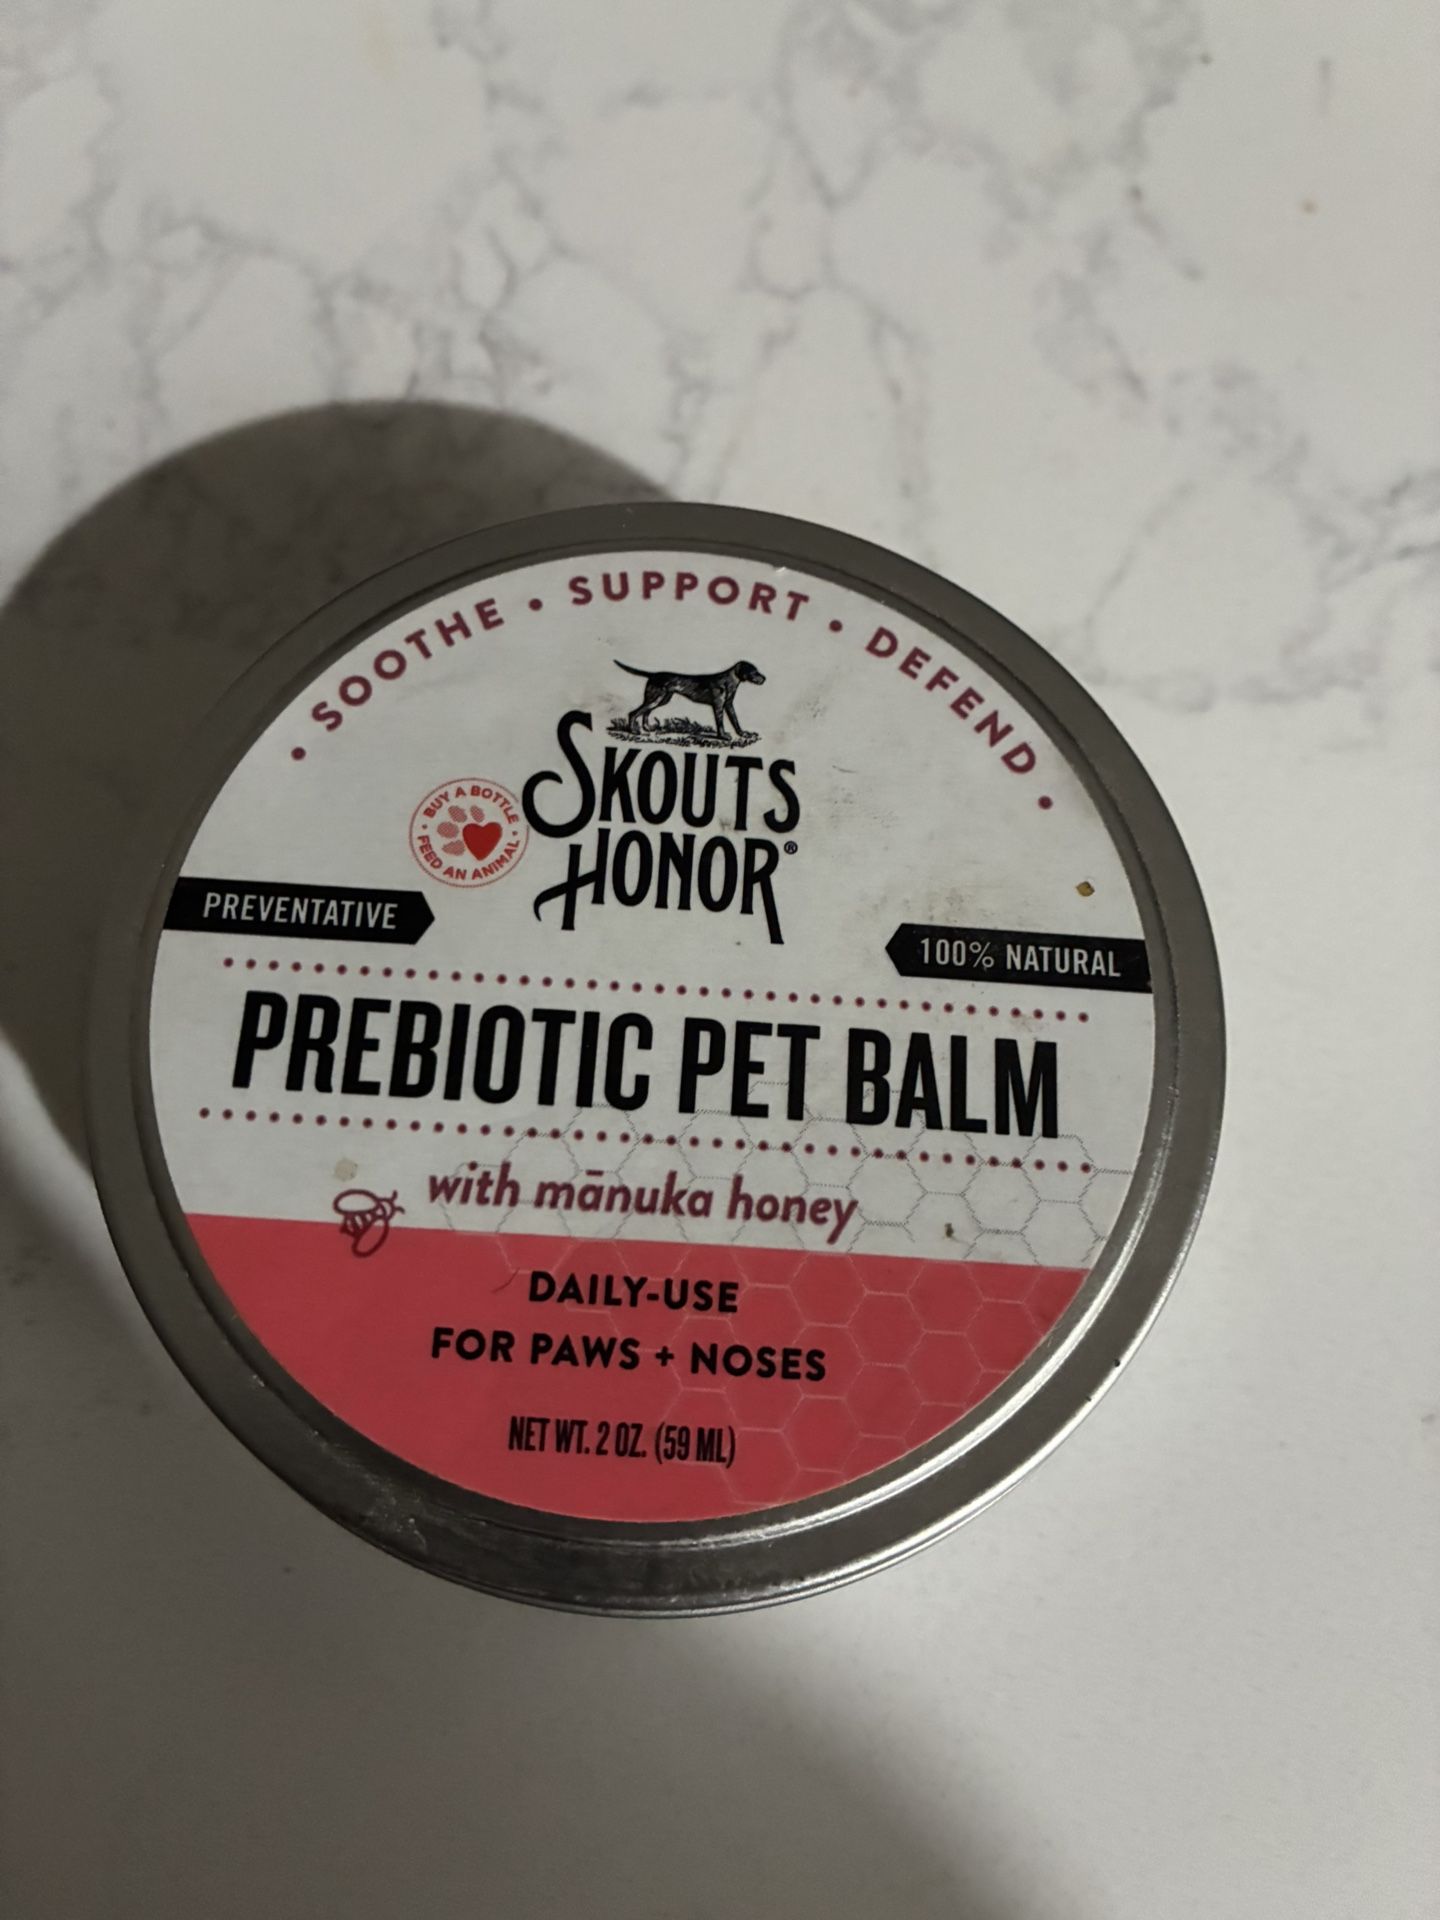 • SOOTHE • SUPPORT • DEFEND •
BUY A BOTTLE • FEED AN ANIMAL •
SKOUTS
HONOR®
PREVENTATIVE
100% NATURAL
PREBIOTIC PET BALM
with mānuka honey
DAILY-USE
FOR PAWS + NOSES
NET WT. 2 OZ. (59 ML)